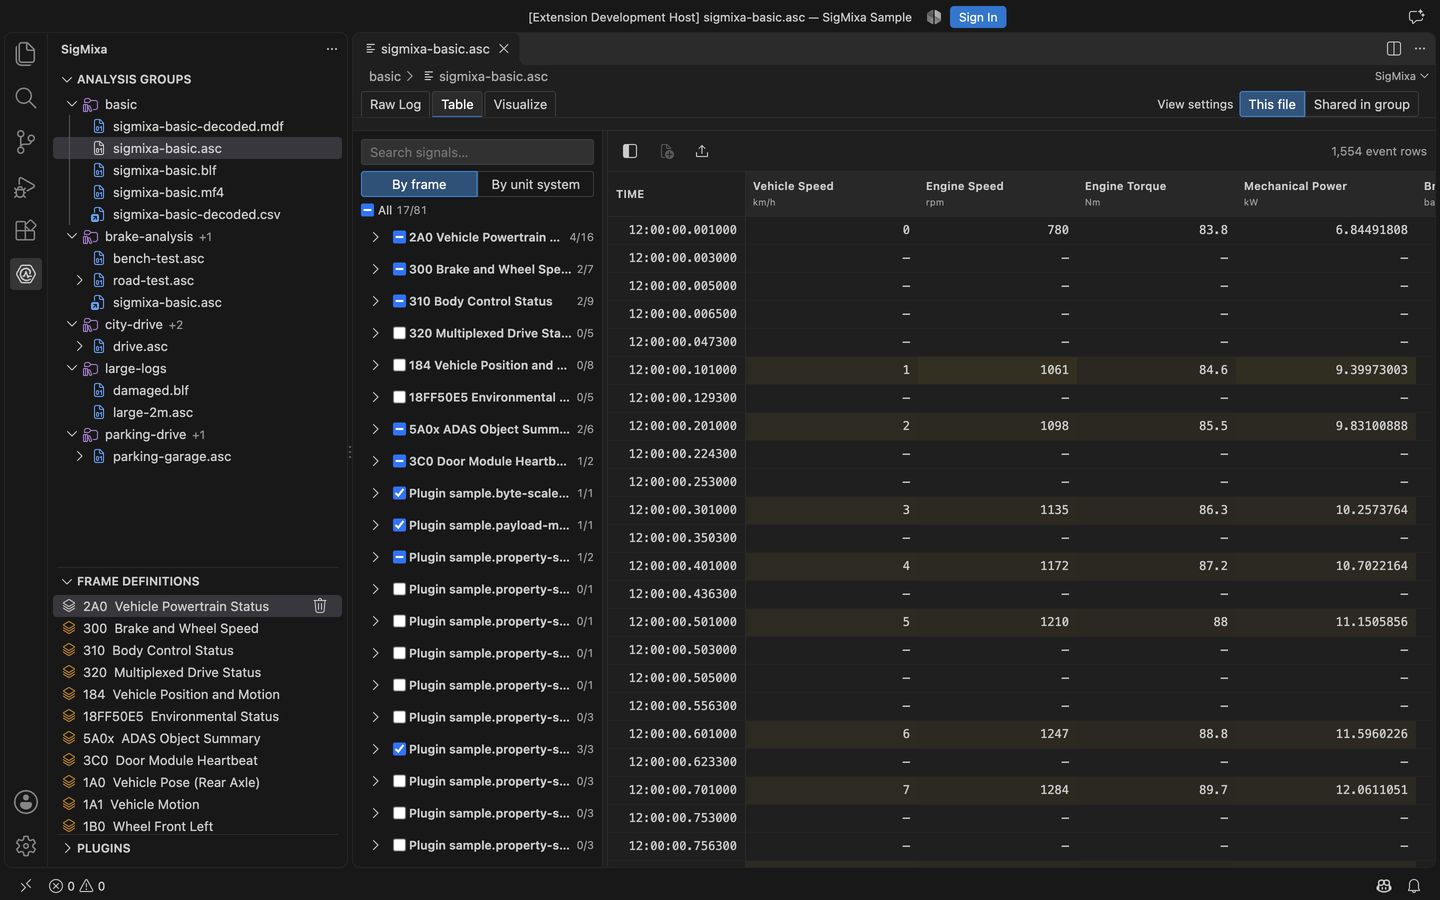 [Extension Development Host] sigmixa-basic.asc — SigMixa Sample
Sign In
SigMixa
ANALYSIS GROUPS
basic
sigmixa-basic-decoded.mdf
sigmixa-basic.asc
sigmixa-basic.blf
sigmixa-basic.mf4
sigmixa-basic-decoded.csv
brake-analysis +1
bench-test.asc
road-test.asc
sigmixa-basic.asc
city-drive +2
drive.asc
large-logs
damaged.blf
large-2m.asc
parking-drive +1
parking-garage.asc
FRAME DEFINITIONS
2A0 Vehicle Powertrain Status
300 Brake and Wheel Speed
310 Body Control Status
320 Multiplexed Drive Status
184 Vehicle Position and Motion
18FF50E5 Environmental Status
5A0x ADAS Object Summary
3C0 Door Module Heartbeat
1A0 Vehicle Pose (Rear Axle)
1A1 Vehicle Motion
1B0 Wheel Front Left
PLUGINS
sigmixa-basic.asc
basic > sigmixa-basic.asc
SigMixa
Raw Log Table Visualize
View settings This file Shared in group
Search signals...
By frame By unit system
All 17/81
2A0 Vehicle Powertrain ... 4/16
300 Brake and Wheel Spe... 2/7
310 Body Control Status 2/9
320 Multiplexed Drive Sta... 0/5
184 Vehicle Position and ... 0/8
18FF50E5 Environmental ... 0/5
5A0x ADAS Object Summ... 2/6
3C0 Door Module Heartb... 1/2
Plugin sample.byte-scale... 1/1
Plugin sample.payload-m... 1/1
Plugin sample.property-s... 1/2
Plugin sample.property-s... 0/1
Plugin sample.property-s... 0/1
Plugin sample.property-s... 0/1
Plugin sample.property-s... 0/1
Plugin sample.property-s... 0/3
Plugin sample.property-s... 3/3
Plugin sample.property-s... 0/3
Plugin sample.property-s... 0/3
Plugin sample.property-s... 0/3
1,554 event rows
TIME Vehicle Speed Engine Speed Engine Torque Mechanical Power Br
km/h rpm Nm kW ba
12:00:00.001000 0 780 83.8 6.84491808
12:00:00.003000 – – – –
12:00:00.005000 – – – –
12:00:00.006500 – – – –
12:00:00.047300 – – – –
12:00:00.101000 1 1061 84.6 9.39973003
12:00:00.129300 – – – –
12:00:00.201000 2 1098 85.5 9.83100888
12:00:00.224300 – – – –
12:00:00.253000 – – – –
12:00:00.301000 3 1135 86.3 10.2573764
12:00:00.350300 – – – –
12:00:00.401000 4 1172 87.2 10.7022164
12:00:00.436300 – – – –
12:00:00.501000 5 1210 88 11.1505856
12:00:00.503000 – – – –
12:00:00.505000 – – – –
12:00:00.556300 – – – –
12:00:00.601000 6 1247 88.8 11.5960226
12:00:00.623300 – – – –
12:00:00.701000 7 1284 89.7 12.0611051
12:00:00.753000 – – – –
12:00:00.756300 – – – –
0 0